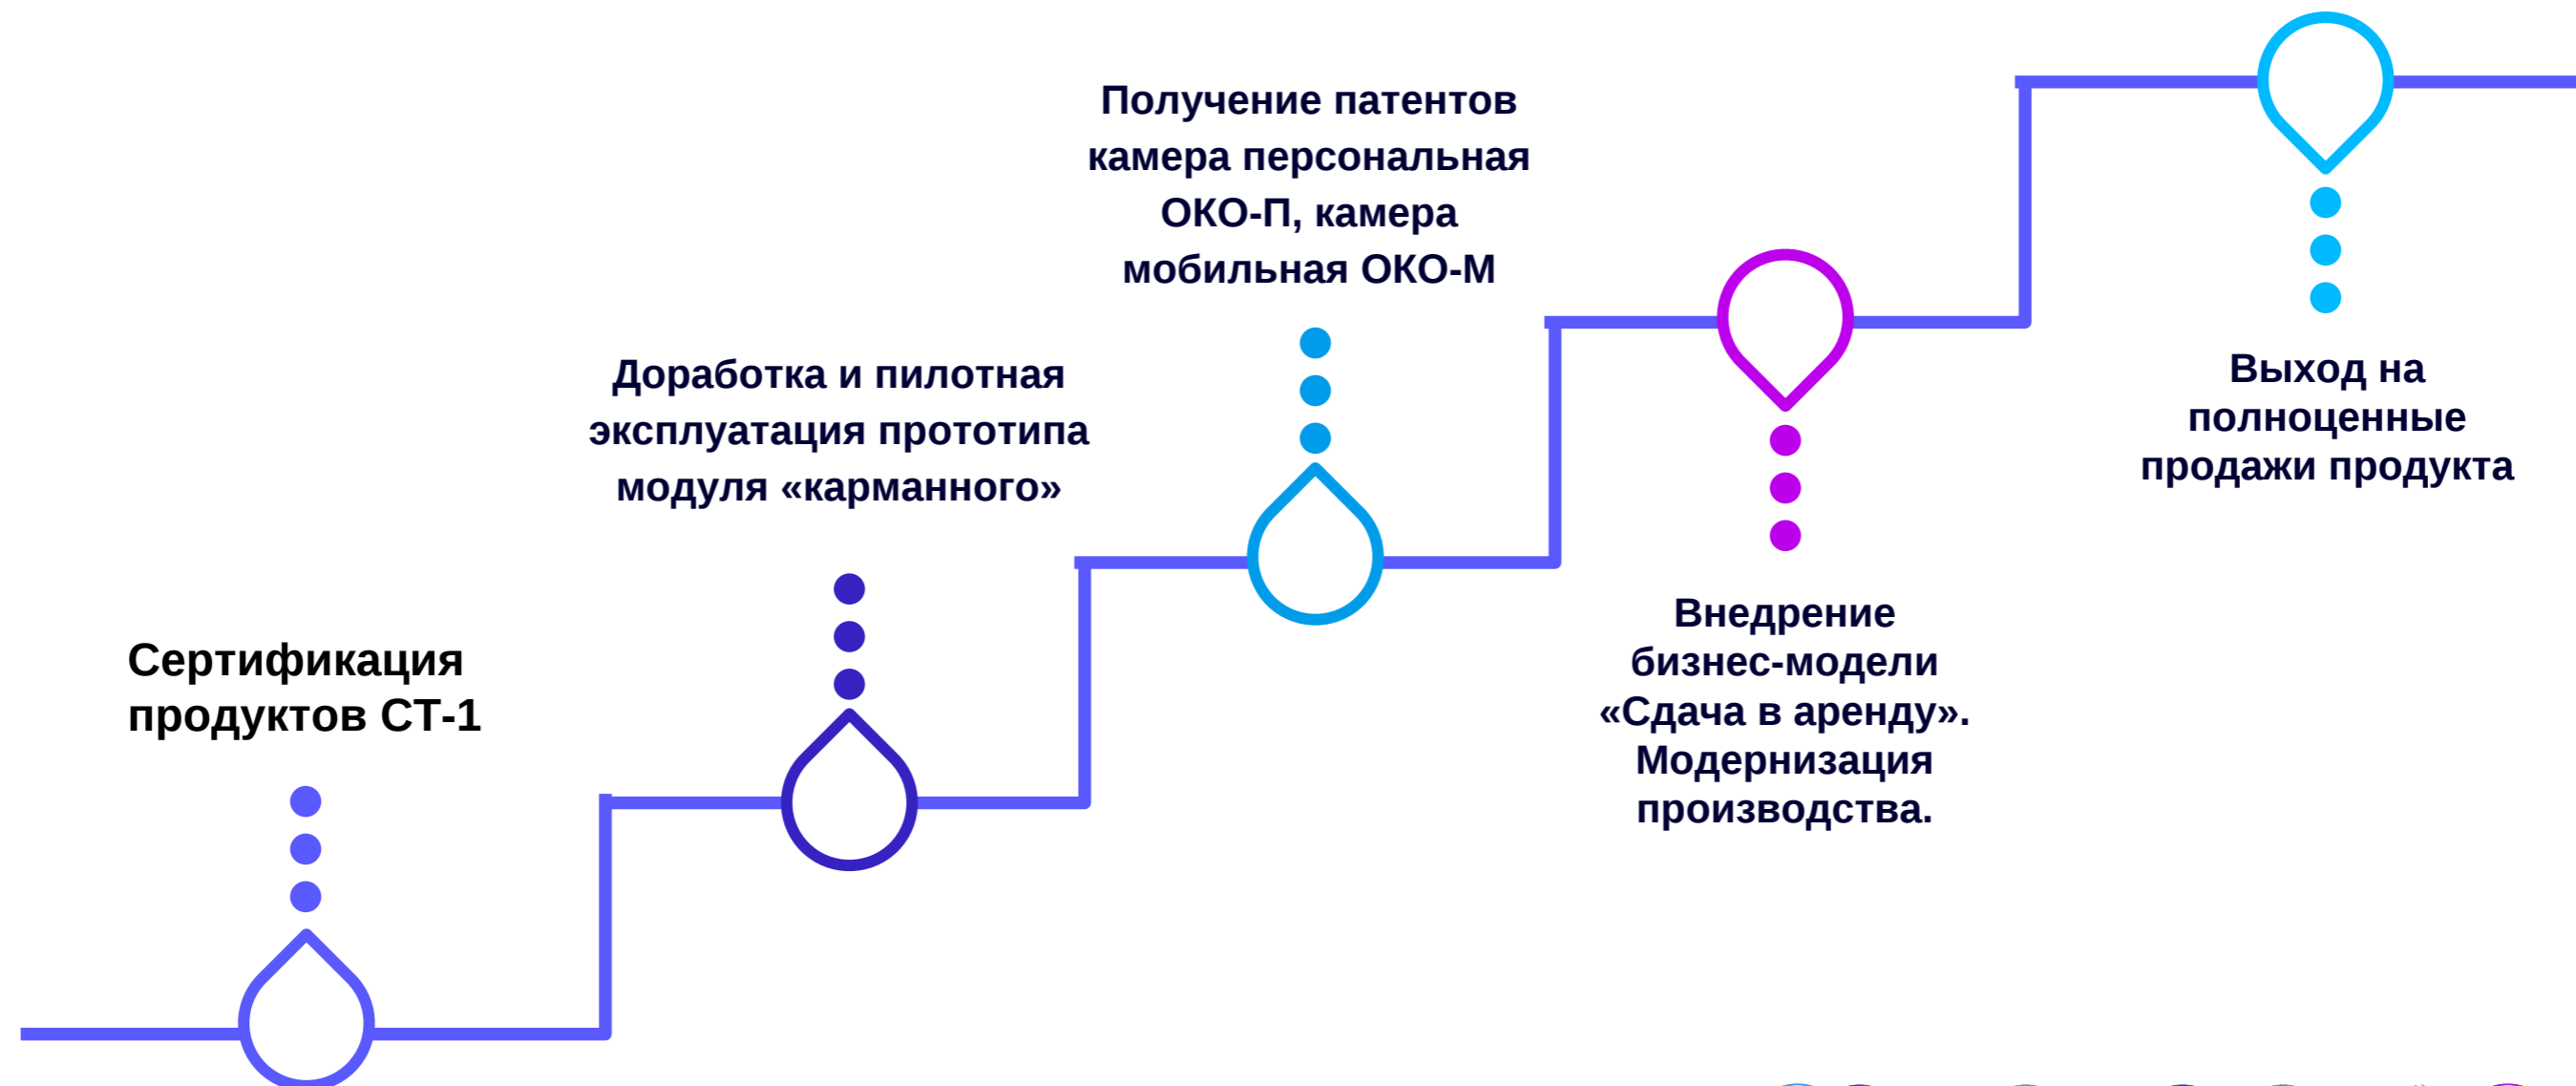 Сертификация
продуктов СТ-1
Доработка и пилотная
эксплуатация прототипа
модуля «карманного»
Получение патентов
камера персональная
ОКО-П, камера
мобильная ОКО-М
Внедрение
бизнес-модели
«Сдача в аренду».
Модернизация
производства.
Выход на
полноценные
продажи продукта